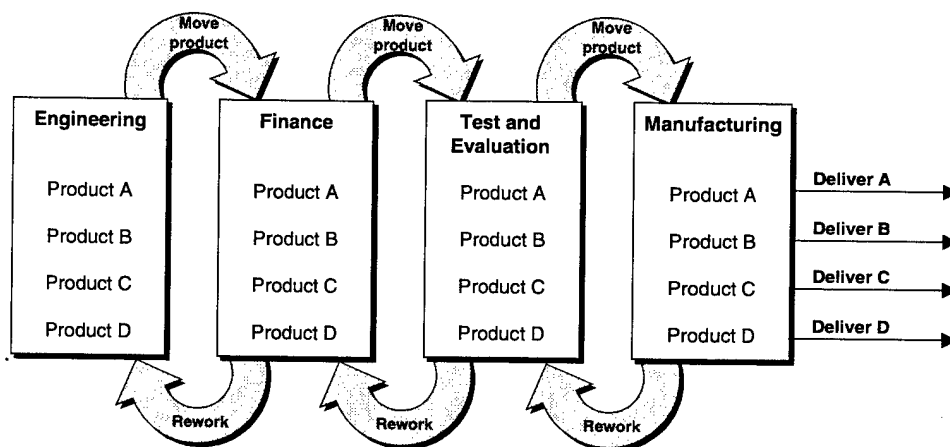 Move
product
Move
product
Move
product
Engineering
Product A
Product B
Product C
Product D
Finance
Product A
Product B
Product C
Product D
Test and
Evaluation
Product A
Product B
Product C
Product D
Manufacturing
Product A
Product B
Product C
Product D
Deliver A
Deliver B
Deliver C
Deliver D
Rework
Rework
Rework